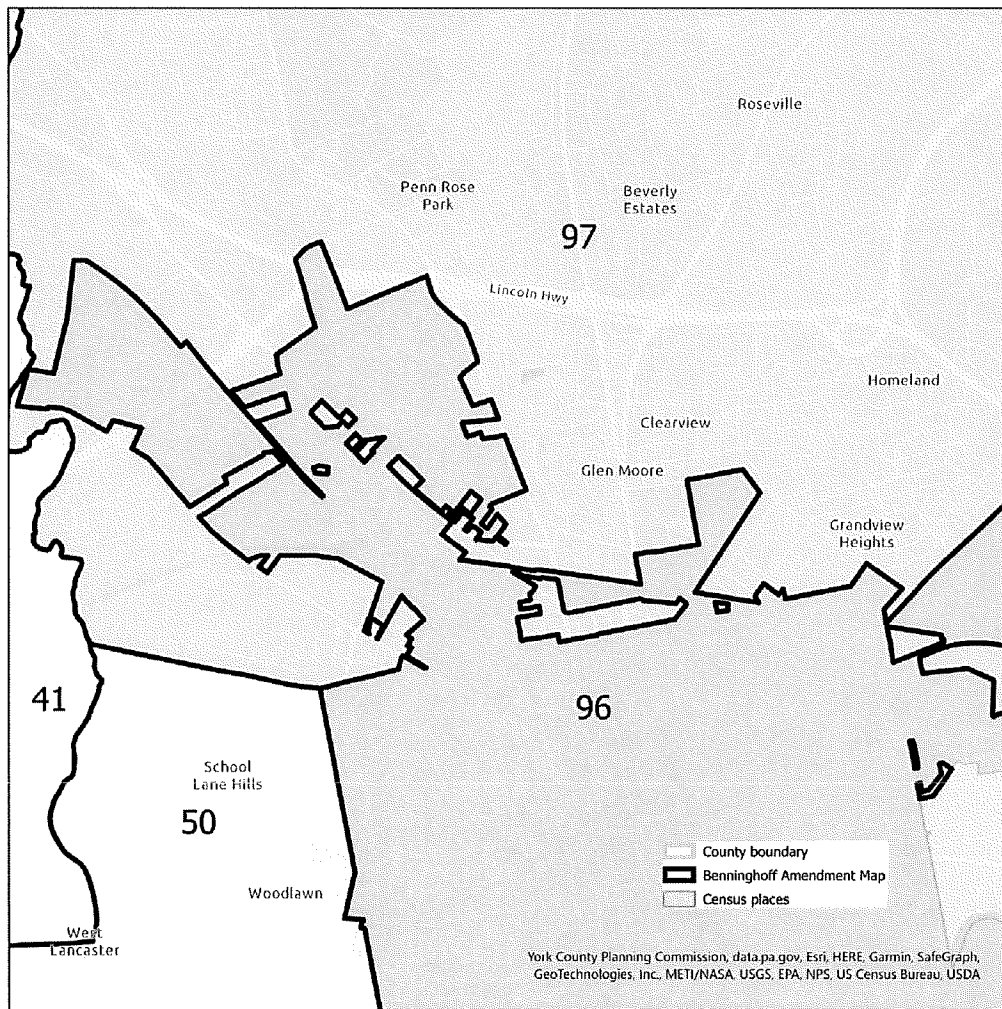 Roseville
Penn Rose
Park
Beverly
Estates
97
Lincoln Hwy
Homeland
Clearview
Glen Moore
Grandview
Heights
41
96
School
Lane Hills
50
County boundary
Benninghoff Amendment Map
Census places
Woodlawn
West
Lancaster
York County Planning Commission, data.pa.gov, Esri, HERE, Garmin, SafeGraph,
GeoTechnologies, Inc., METI/NASA, USGS, EPA, NPS, US Census Bureau, USDA